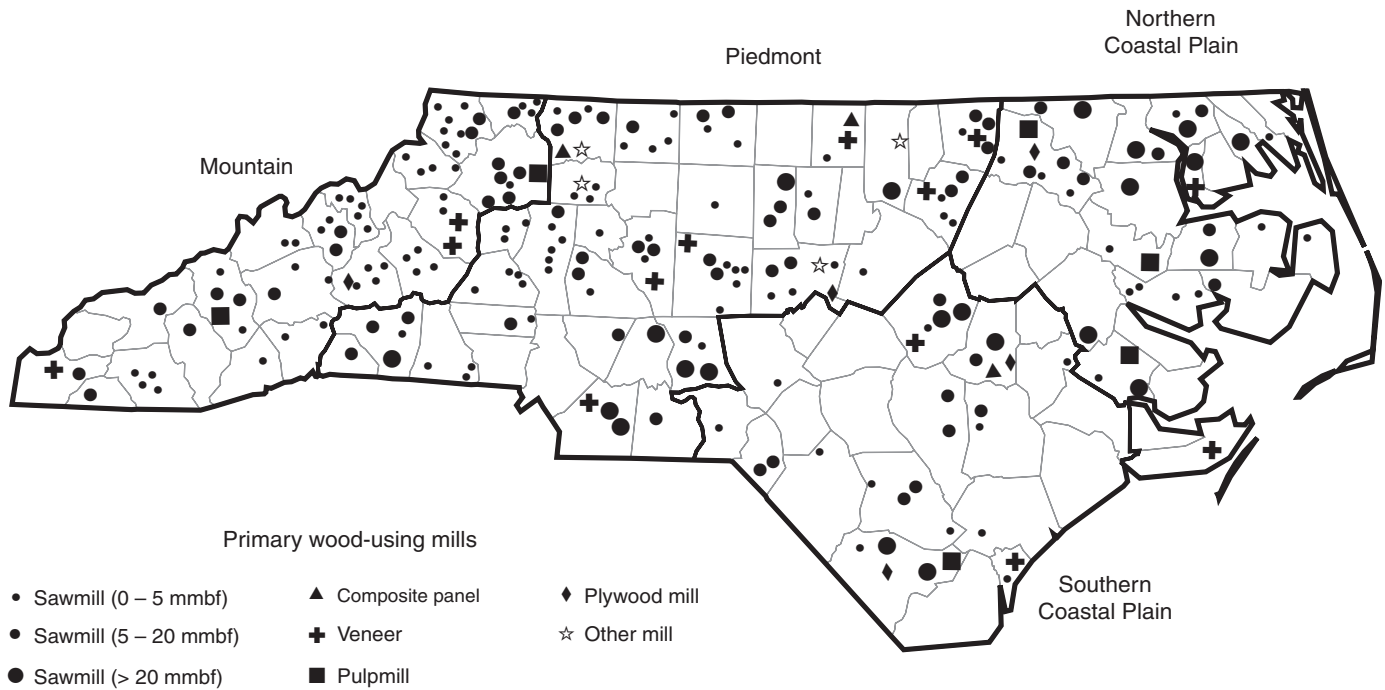 Northern
Coastal Plain
Piedmont
Mountain
Southern
Coastal Plain
Primary wood-using mills
Sawmill (0 – 5 mmbf)
Sawmill (5 – 20 mmbf)
Sawmill (> 20 mmbf)
Composite panel
Veneer
Pulpmill
Plywood mill
Other mill